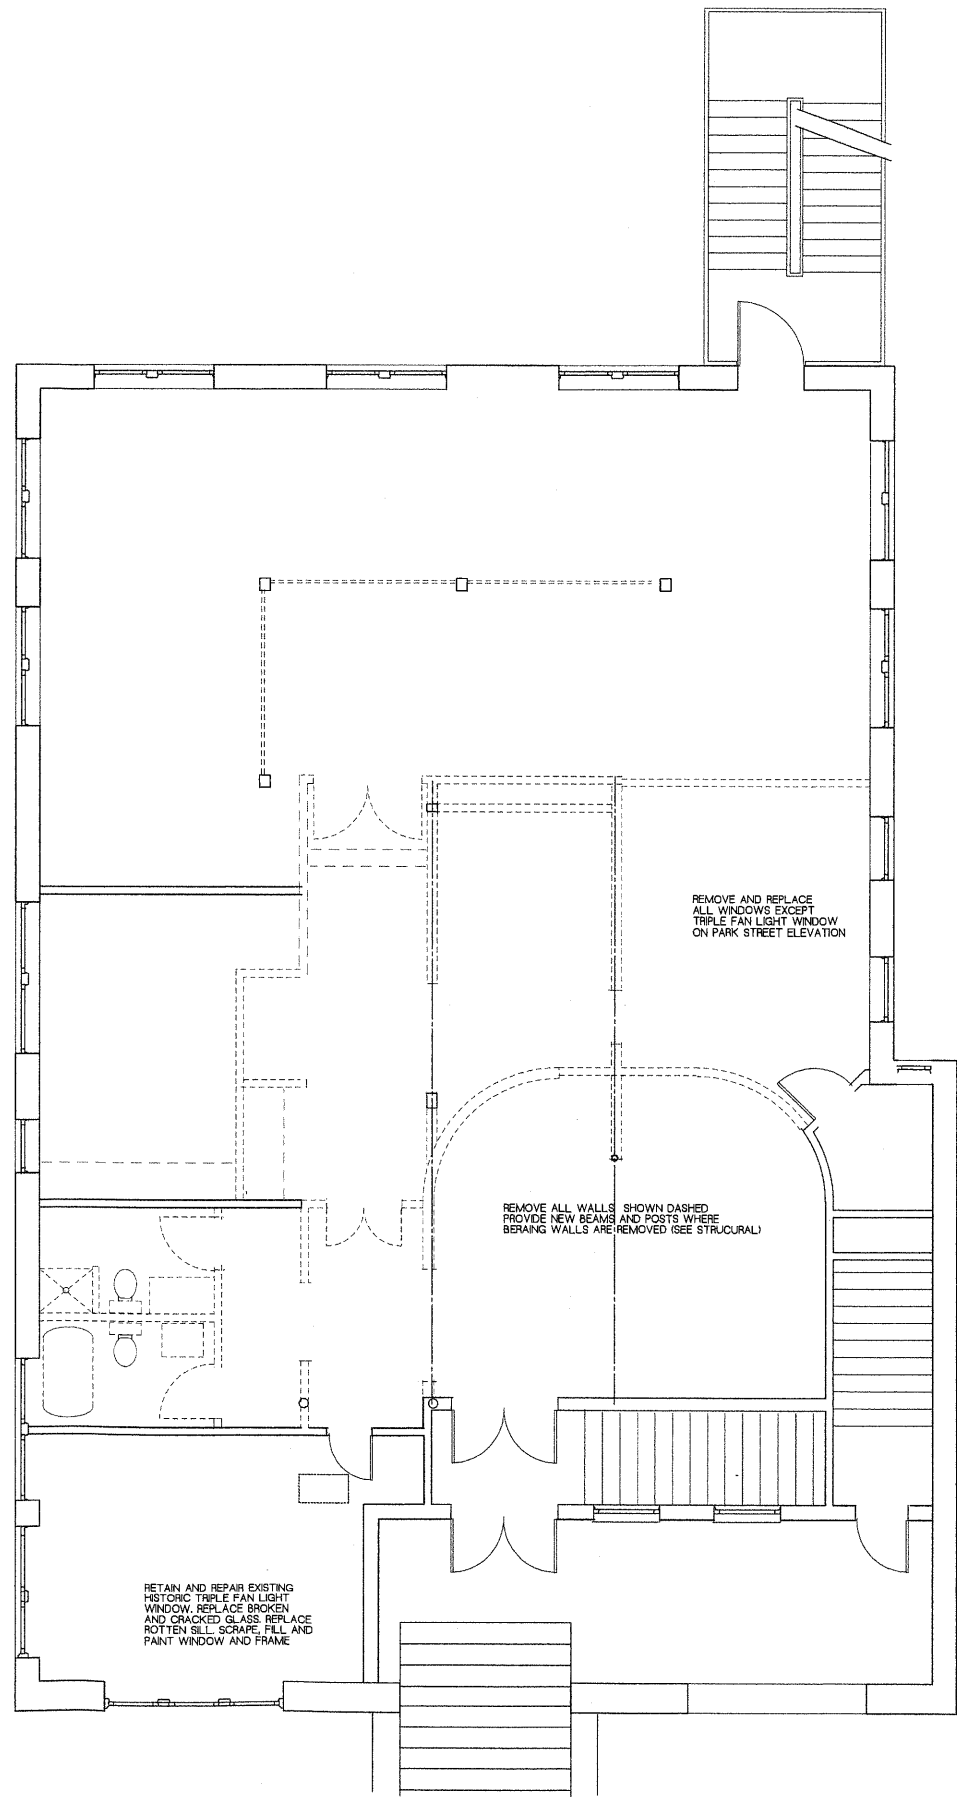 REMOVE AND REPLACE
ALL WINDOWS EXCEPT
TRIPLE FAN LIGHT WINDOW
ON PARK STREET ELEVATION
REMOVE ALL WALLS SHOWN DASHED
PROVIDE NEW BEAMS AND POSTS WHERE
BERAING WALLS ARE REMOVED (SEE STRUCURAL)
RETAIN AND REPAIR EXISTING
HISTORIC TRIPLE FAN LIGHT
WINDOW. REPLACE BROKEN
AND CRACKED GLASS. REPLACE
ROTTEN SILL. SCRAPE, FILL AND
PAINT WINDOW AND FRAME